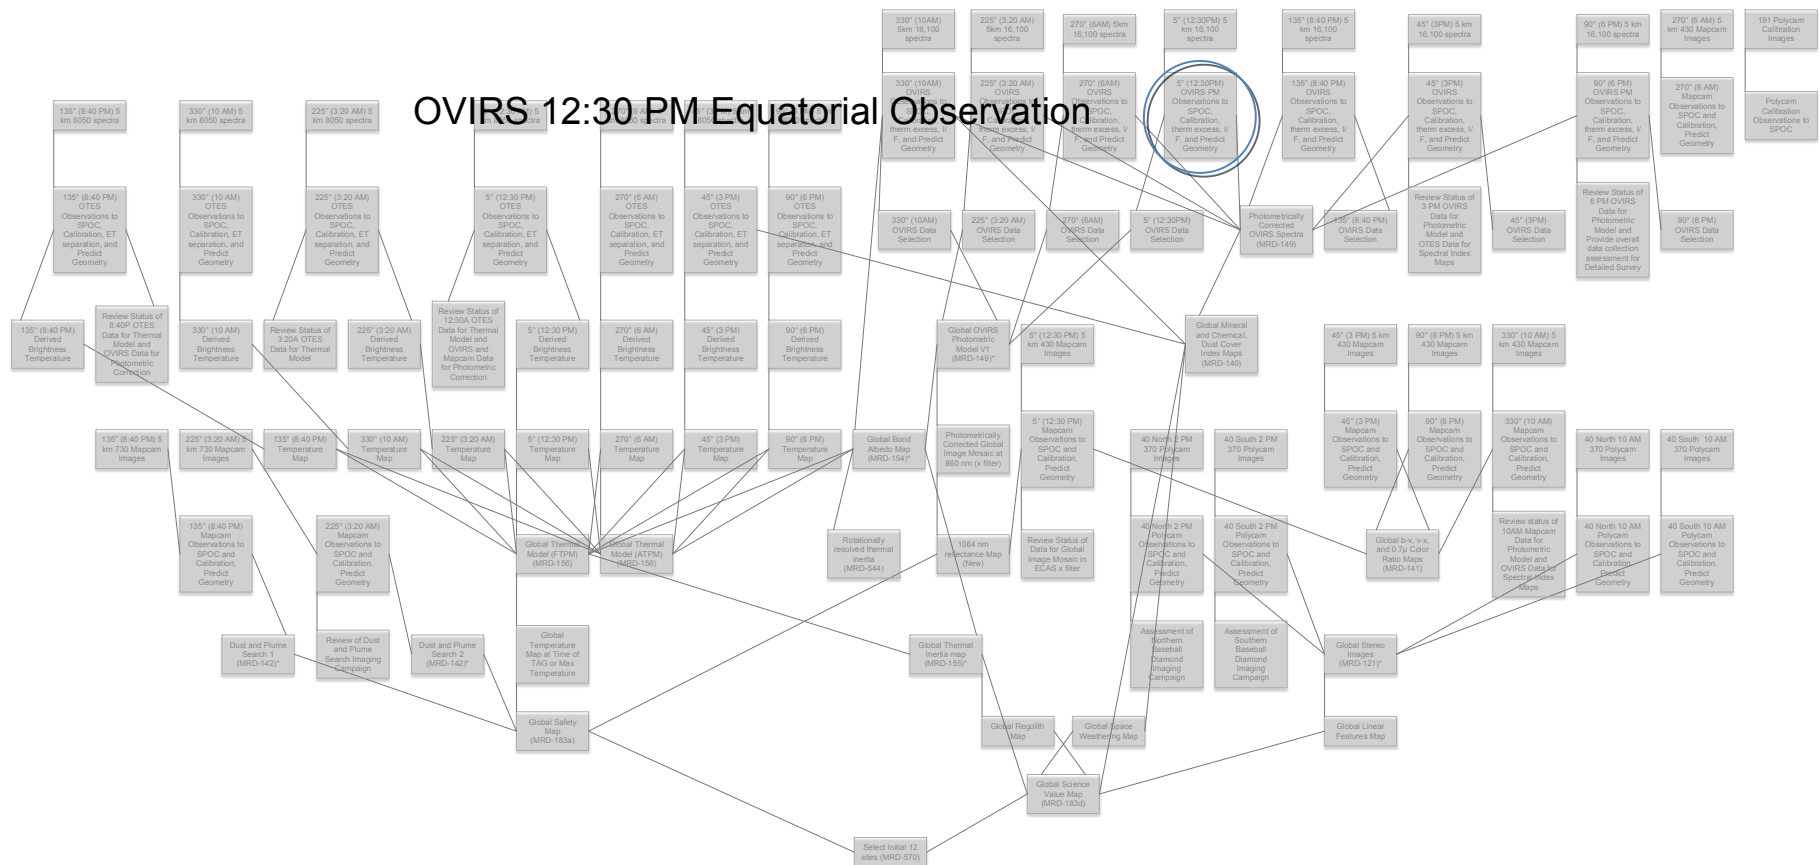 330° (10AM)
5km 16,100
spectra
225° (3:20 AM)
5km 16,100
spectra
270° (6AM) 5km
16,100 spectra
5° (12:30PM) 5
km 16,100
spectra
135° (8:40 PM) 5
km 16,100
spectra
45° (3PM) 5 km
16,100 spectra
90° (6 PM) 5 km
16,100 spectra
270° (6 AM) 5
km 430 Mapcam
Images
191 Polycam
Calibration
Images
OVIRS 12:30 PM Equatorial Observation
330° (10AM)
OVIRS
Observations to
SPOC,
Calibration,
therm excess, I/
F, and Predict
Geometry
225° (3:20 AM)
OVIRS
Observations to
SPOC,
Calibration,
therm excess, I/
F, and Predict
Geometry
270° (6AM)
OVIRS
Observations to
SPOC,
Calibration,
therm excess, I/
F, and Predict
Geometry
5° (12:30PM)
OVIRS PM
Observations to
SPOC,
Calibration,
therm excess, I/
F, and Predict
Geometry
135° (8:40 PM)
OVIRS
Observations to
SPOC,
Calibration,
therm excess, I/
F, and Predict
Geometry
45° (3PM)
OVIRS
Observations to
SPOC,
Calibration,
therm excess, I/
F, and Predict
Geometry
90° (6 PM)
OVIRS PM
Observations to
SPOC,
Calibration,
therm excess, I/
F, and Predict
Geometry
270° (6 AM)
Mapcam
Observations to
SPOC and
Calibration,
Predict
Geometry
Polycam
Calibration
Observations to
SPOC
135° (8:40 PM) 5
km 8050 spectra
330° (10 AM) 5
km 8050 spectra
225° (3:20 AM) 5
km 8050 spectra
135° (8:40 PM)
OTES
Observations to
SPOC,
Calibration, ET
separation, and
Predict
Geometry
330° (10 AM)
OTES
Observations to
SPOC,
Calibration, ET
separation, and
Predict
Geometry
225° (3:20 AM)
OTES
Observations to
SPOC,
Calibration, ET
separation, and
Predict
Geometry
5° (12:30 PM)
OTES
Observations to
SPOC,
Calibration, ET
separation, and
Predict
Geometry
270° (6 AM)
OTES
Observations to
SPOC,
Calibration, ET
separation, and
Predict
Geometry
45° (3 PM)
OTES
Observations to
SPOC,
Calibration, ET
separation, and
Predict
Geometry
90° (6 PM)
OTES
Observations to
SPOC,
Calibration, ET
separation, and
Predict
Geometry
330° (10AM)
OVIRS Data
Selection
225° (3:20 AM)
OVIRS Data
Selection
270° (6AM)
OVIRS Data
Selection
5° (12:30PM)
OVIRS Data
Selection
Photometrically
Corrected
OVIRS Spectra
(MRD-149)
135° (8:40 PM)
OVIRS Data
Selection
Review Status of
3 PM OVIRS
Data for
Photometric
Model and
OTES Data for
Spectral Index
Maps
45° (3PM)
OVIRS Data
Selection
Review Status of
6 PM OVIRS
Data for
Photometric
Model and
Provide overall
data collection
assessment for
Detailed Survey
90° (6 PM)
OVIRS Data
Selection
135° (8:40 PM)
Derived
Brightness
Temperature
Review Status of
8:40P OTES
Data for Thermal
Model and
OVIRS Data for
Photometric
Correction
330° (10 AM)
Derived
Brightness
Temperature
Review Status of
3:20A OTES
Data for Thermal
Model
225° (3:20 AM)
Derived
Brightness
Temperature
Review Status of
12:30A OTES
Data for Thermal
Model and
OVIRS and
Mapcam Data
for Photometric
Correction
5° (12:30 PM)
Derived
Brightness
Temperature
270° (6 AM)
Derived
Brightness
Temperature
45° (3 PM)
Derived
Brightness
Temperature
90° (6 PM)
Derived
Brightness
Temperature
Global OVIRS
Photometric
Model V1
(MRD-149)*
5° (12:30 PM) 5
km 430 Mapcam
Images
Global Mineral
and Chemical,
Dust Cover
Index Maps
(MRD-140)
45° (3 PM) 5 km
430 Mapcam
Images
90° (6 PM) 5 km
430 Mapcam
Images
330° (10 AM) 5
km 430 Mapcam
Images
135° (8:40 PM) 5
km 730 Mapcam
Images
225° (3:20 AM) 5
km 730 Mapcam
Images
135° (8:40 PM)
Temperature
Map
330° (10 AM)
Temperature
Map
225° (3:20 AM)
Temperature
Map
5° (12:30 PM)
Temperature
Map
270° (6 AM)
Temperature
Map
45° (3 PM)
Temperature
Map
90° (6 PM)
Temperature
Map
Global Bond
Albedo Map
(MRD-154)*
Photometrically
Corrected Global
Image Mosaic at
860 nm (x filter)
5° (12:30 PM)
Mapcam
Observations to
SPOC and
Calibration,
Predict
Geometry
40 North 2 PM
370 Polycam
Images
40 South 2 PM
370 Polycam
Images
45° (3 PM)
Mapcam
Observations to
SPOC and
Calibration,
Predict
Geometry
90° (6 PM)
Mapcam
Observations to
SPOC and
Calibration,
Predict
Geometry
330° (10 AM)
Mapcam
Observations to
SPOC and
Calibration,
Predict
Geometry
40 North 10 AM
370 Polycam
Images
40 South 10 AM
370 Polycam
Images
135° (8:40 PM)
Mapcam
Observations to
SPOC and
Calibration,
Predict
Geometry
225° (3:20 AM)
Mapcam
Observations to
SPOC and
Calibration,
Predict
Geometry
Global Thermal
Model (FTPM)
(MRD-156)
Global Thermal
Model (ATPM)
(MRD-156)
Rotationally
resolved thermal
inertia
(MRD-544)
1064 nm
reflectance Map
(New)
Review Status of
Data for Global
Image Mosaic in
ECAS x filter
40 North 2 PM
Polycam
Observations to
SPOC and
Calibration,
Predict
Geometry
40 South 2 PM
Polycam
Observations to
SPOC and
Calibration,
Predict
Geometry
Global b-v, v-x,
and 0.7μ Color
Ratio Maps
(MRD-141)
Review status of
10AM Mapcam
Data for
Photometric
Model and
OVIRS Data for
Spectral Index
Maps
40 North 10 AM
Polycam
Observations to
SPOC and
Calibration,
Predict
Geometry
40 South 10 AM
Polycam
Observations to
SPOC and
Calibration,
Predict
Geometry
Dust and Plume
Search 1
(MRD-142)*
Review of Dust
and Plume
Search Imaging
Campaign
Dust and Plume
Search 2
(MRD-142)*
Global
Temperature
Map at Time of
TAG or Max
Temperature
Global Thermal
Inertia map
(MRD-155)*
Assessment of
Northern
Baseball
Diamond
Imaging
Campaign
Assessment of
Southern
Baseball
Diamond
Imaging
Campaign
Global Stereo
Images
(MRD-121)*
Global Safety
Map
(MRD-183a)
Global Regolith
Map
Global Space
Weathering Map
Global Linear
Features Map
Global Science
Value Map
(MRD-183d)
Select Initial 12
sites (MRD-570)